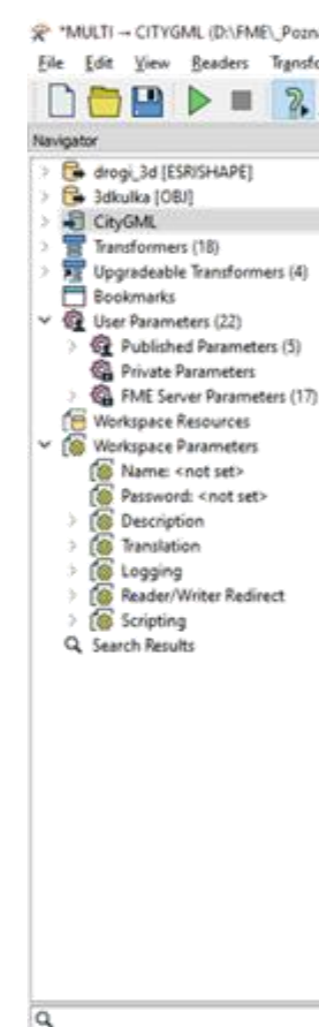 *MULTI → CITYGML (D:\FME\_Pozna
File Edit View Readers Transfo
Navigator
drogi_3d [ESRISHAPE]
3dkulka [OBJ]
CityGML
Transformers (18)
Upgradeable Transformers (4)
Bookmarks
User Parameters (22)
Published Parameters (5)
Private Parameters
FME Server Parameters (17)
Workspace Resources
Workspace Parameters
Name: <not set>
Password: <not set>
Description
Translation
Logging
Reader/Writer Redirect
Scripting
Search Results